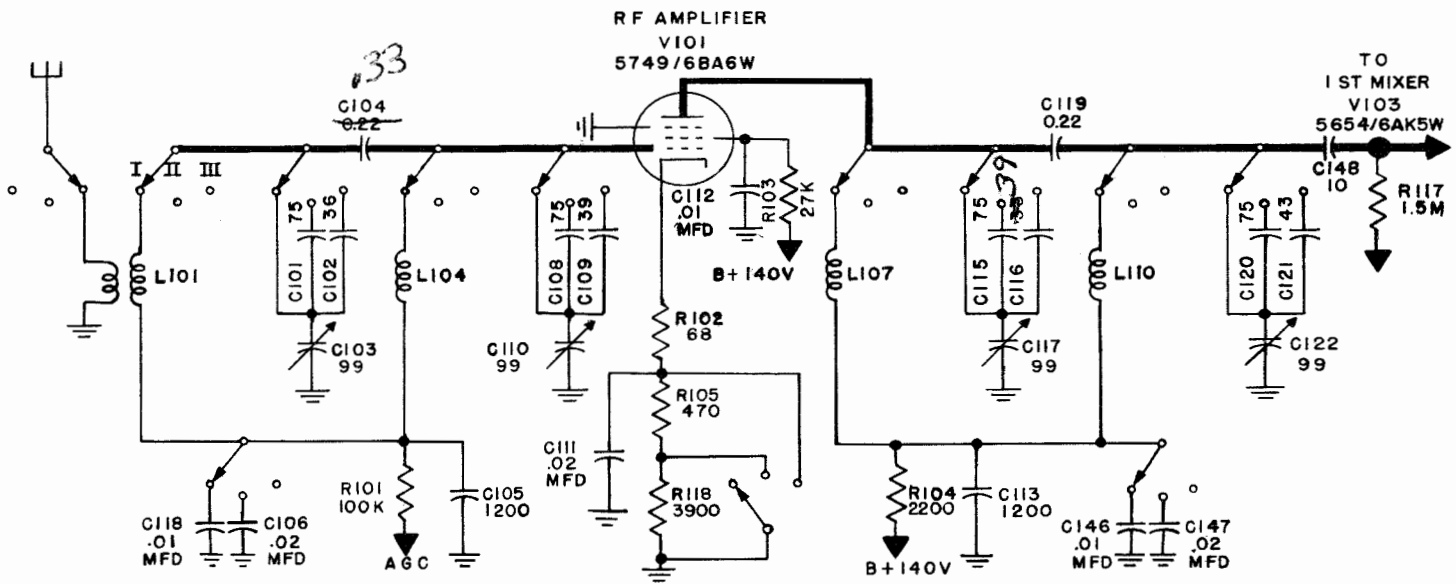 RF AMPLIFIER
V101
5749/6BA6W
TO
1 ST MIXER
V103
5654/6AK5W
.33
C104
0.22
C119
0.22
I II III
C148
10
R117
1.5M
C112
.01
MFD
R103
27K
B+140V
L101
75
36
C101
C102
C103
99
L104
75
39
C108
C109
C110
99
R102
68
L107
75
39
33
C115
C116
C117
99
L110
75
43
C120
C121
C122
99
R105
470
C111
.02
MFD
R118
3900
C118
.01
MFD
C106
.02
MFD
R101
100K
AGC
C105
1200
R104
2200
B+140V
C113
1200
C146
.01
MFD
C147
.02
MFD